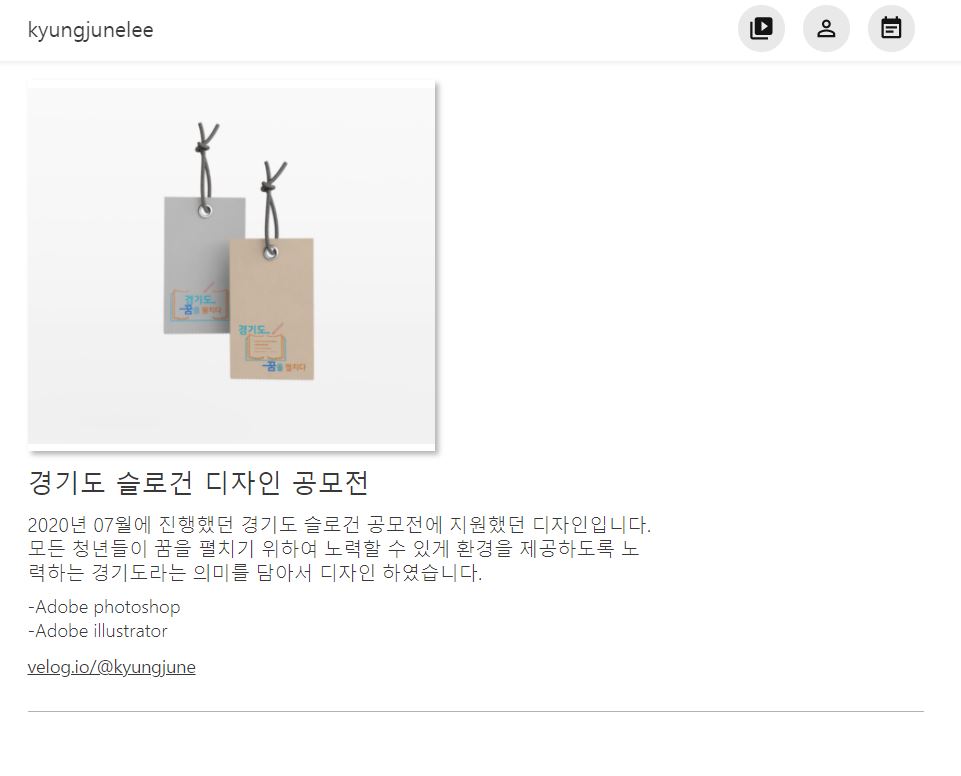 kyungjunelee
경기도_
꿈을 펼치다
경기도_
꿈을 펼치다
경기도 슬로건 디자인 공모전
2020년 07월에 진행했던 경기도 슬로건 공모전에 지원했던 디자인입니다.
모든 청년들이 꿈을 펼치기 위하여 노력할 수 있게 환경을 제공하도록 노
력하는 경기도라는 의미를 담아서 디자인 하였습니다.
-Adobe photoshop
-Adobe illustrator
velog.io/@kyungjune